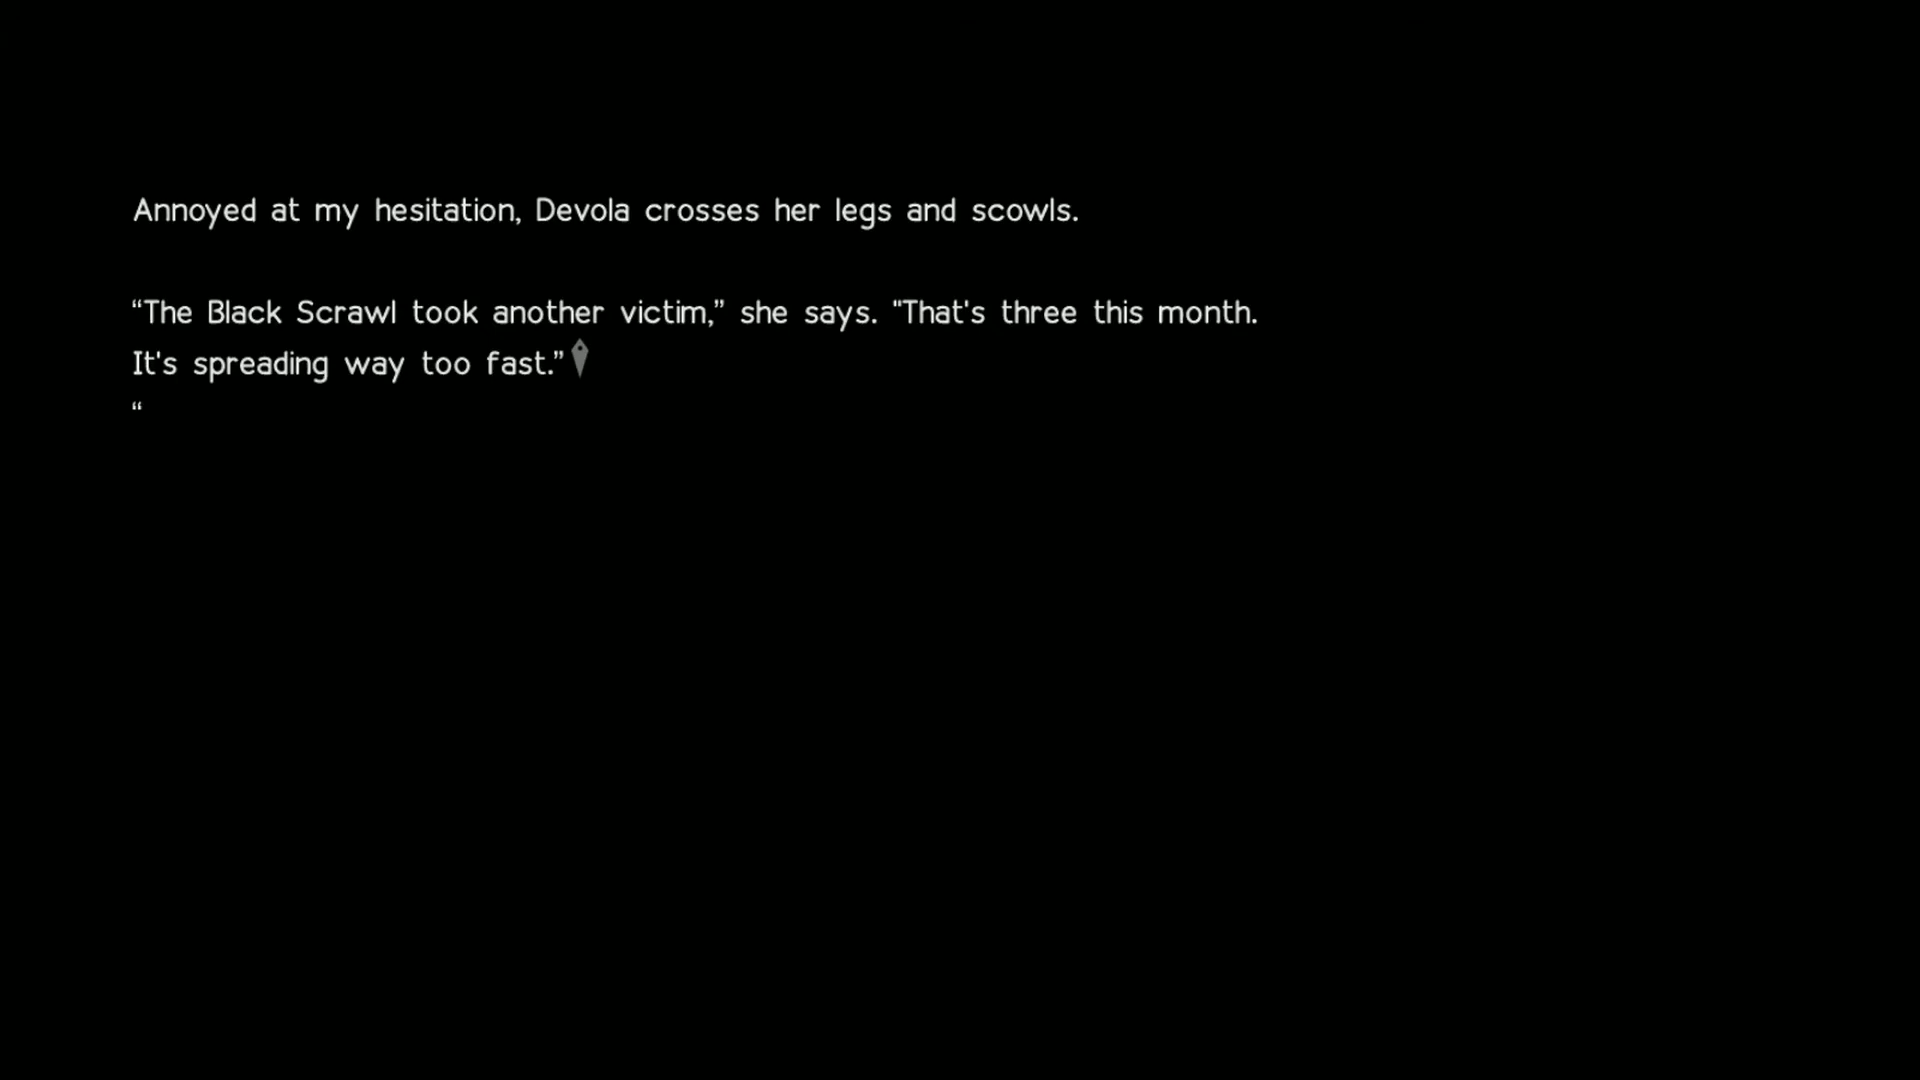 Annoyed at my hesitation, Devola crosses her legs and scowls.
“The Black Scrawl took another victim,” she says. "That's three this month.
It's spreading way too fast.”
“